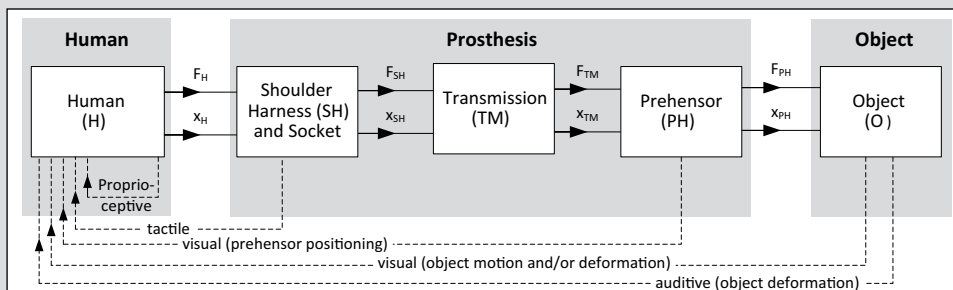 Human
Prosthesis
Object
Human
(H)
F_H
x_H
Shoulder
Harness (SH)
and Socket
F_SH
x_SH
Transmission
(TM)
F_TM
x_TM
Prehensor
(PH)
F_PH
x_PH
Object
(O)
Proprio-
ceptive
tactile
visual (prehensor positioning)
visual (object motion and/or deformation)
auditive (object deformation)